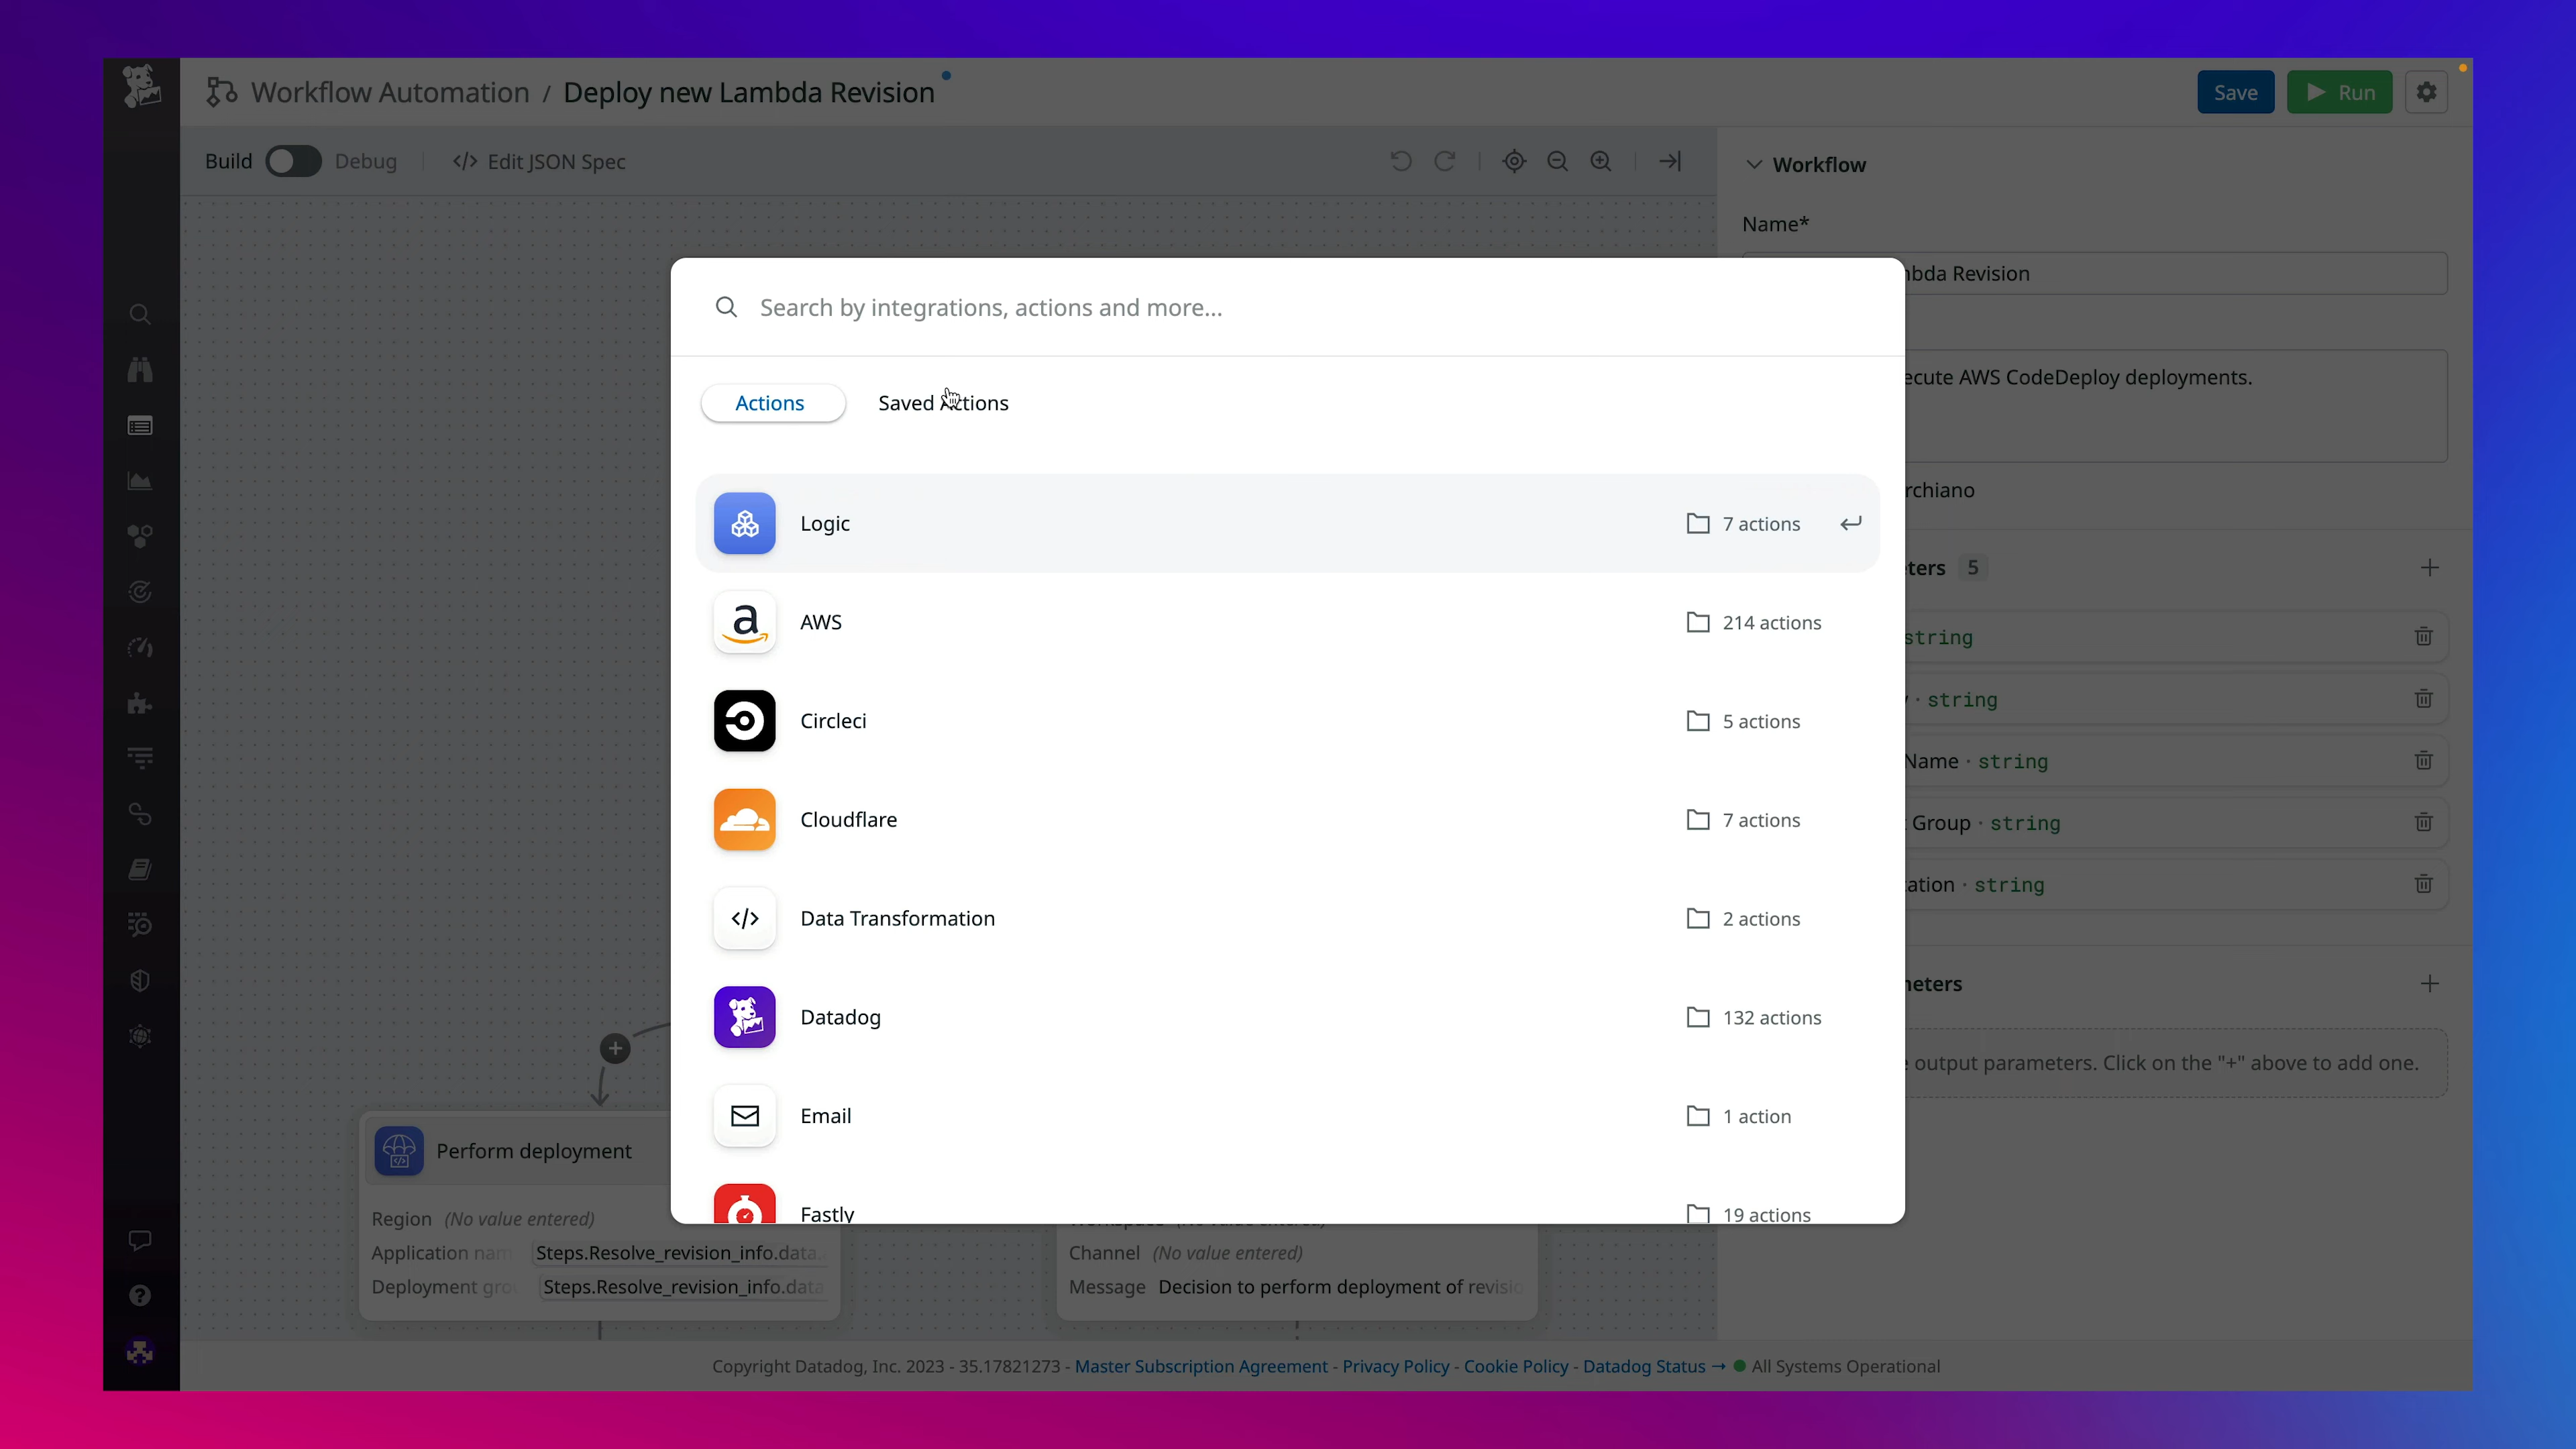 Workflow Automation / Deploy new Lambda Revision
Save
Run
Build
Debug
</> Edit JSON Spec
Workflow
Name*
bda Revision
Search by integrations, actions and more...
ecute AWS CodeDeploy deployments.
Actions
Saved Actions
rchiano
Logic
7 actions
ters 5
+
AWS
214 actions
string
· string
Circleci
5 actions
Name · string
Cloudflare
7 actions
Group · string
ation · string
Data Transformation
2 actions
neters
+
Datadog
132 actions
output parameters. Click on the "+" above to add one.
Email
1 action
Perform deployment
Fastly
19 actions
Region (No value entered)
Application nam Steps.Resolve_revision_info.data.
Deployment grou Steps.Resolve_revision_info.data
Channel (No value entered)
Message Decision to perform deployment of revisio
Copyright Datadog, Inc. 2023 - 35.17821273 - Master Subscription Agreement - Privacy Policy - Cookie Policy - Datadog Status → All Systems Operational